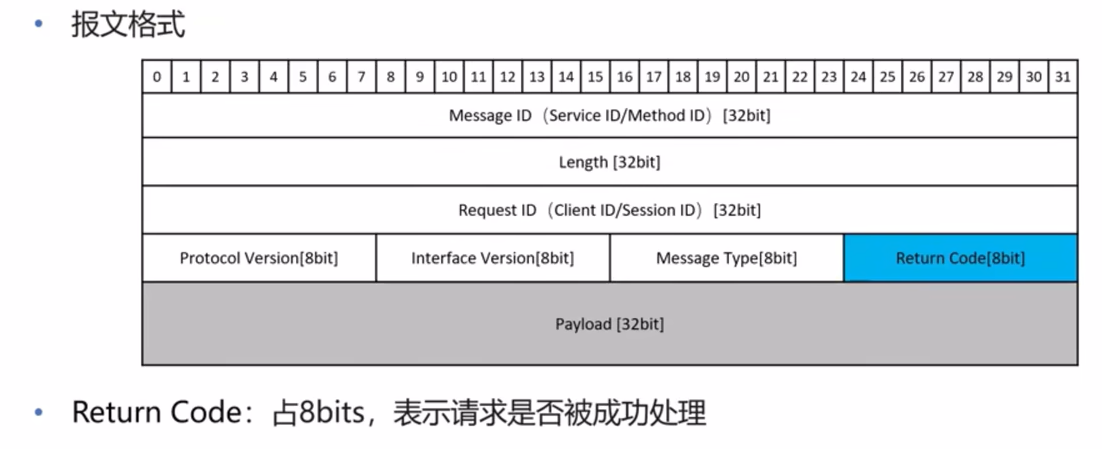 • 报文格式
0 1 2 3 4 5 6 7 8 9 10 11 12 13 14 15 16 17 18 19 20 21 22 23 24 25 26 27 28 29 30 31
Message ID（Service ID/Method ID）[32bit]
Length [32bit]
Request ID（Client ID/Session ID）[32bit]
Protocol Version[8bit] Interface Version[8bit] Message Type[8bit] Return Code[8bit]
Payload [32bit]
• Return Code：占8bits，表示请求是否被成功处理